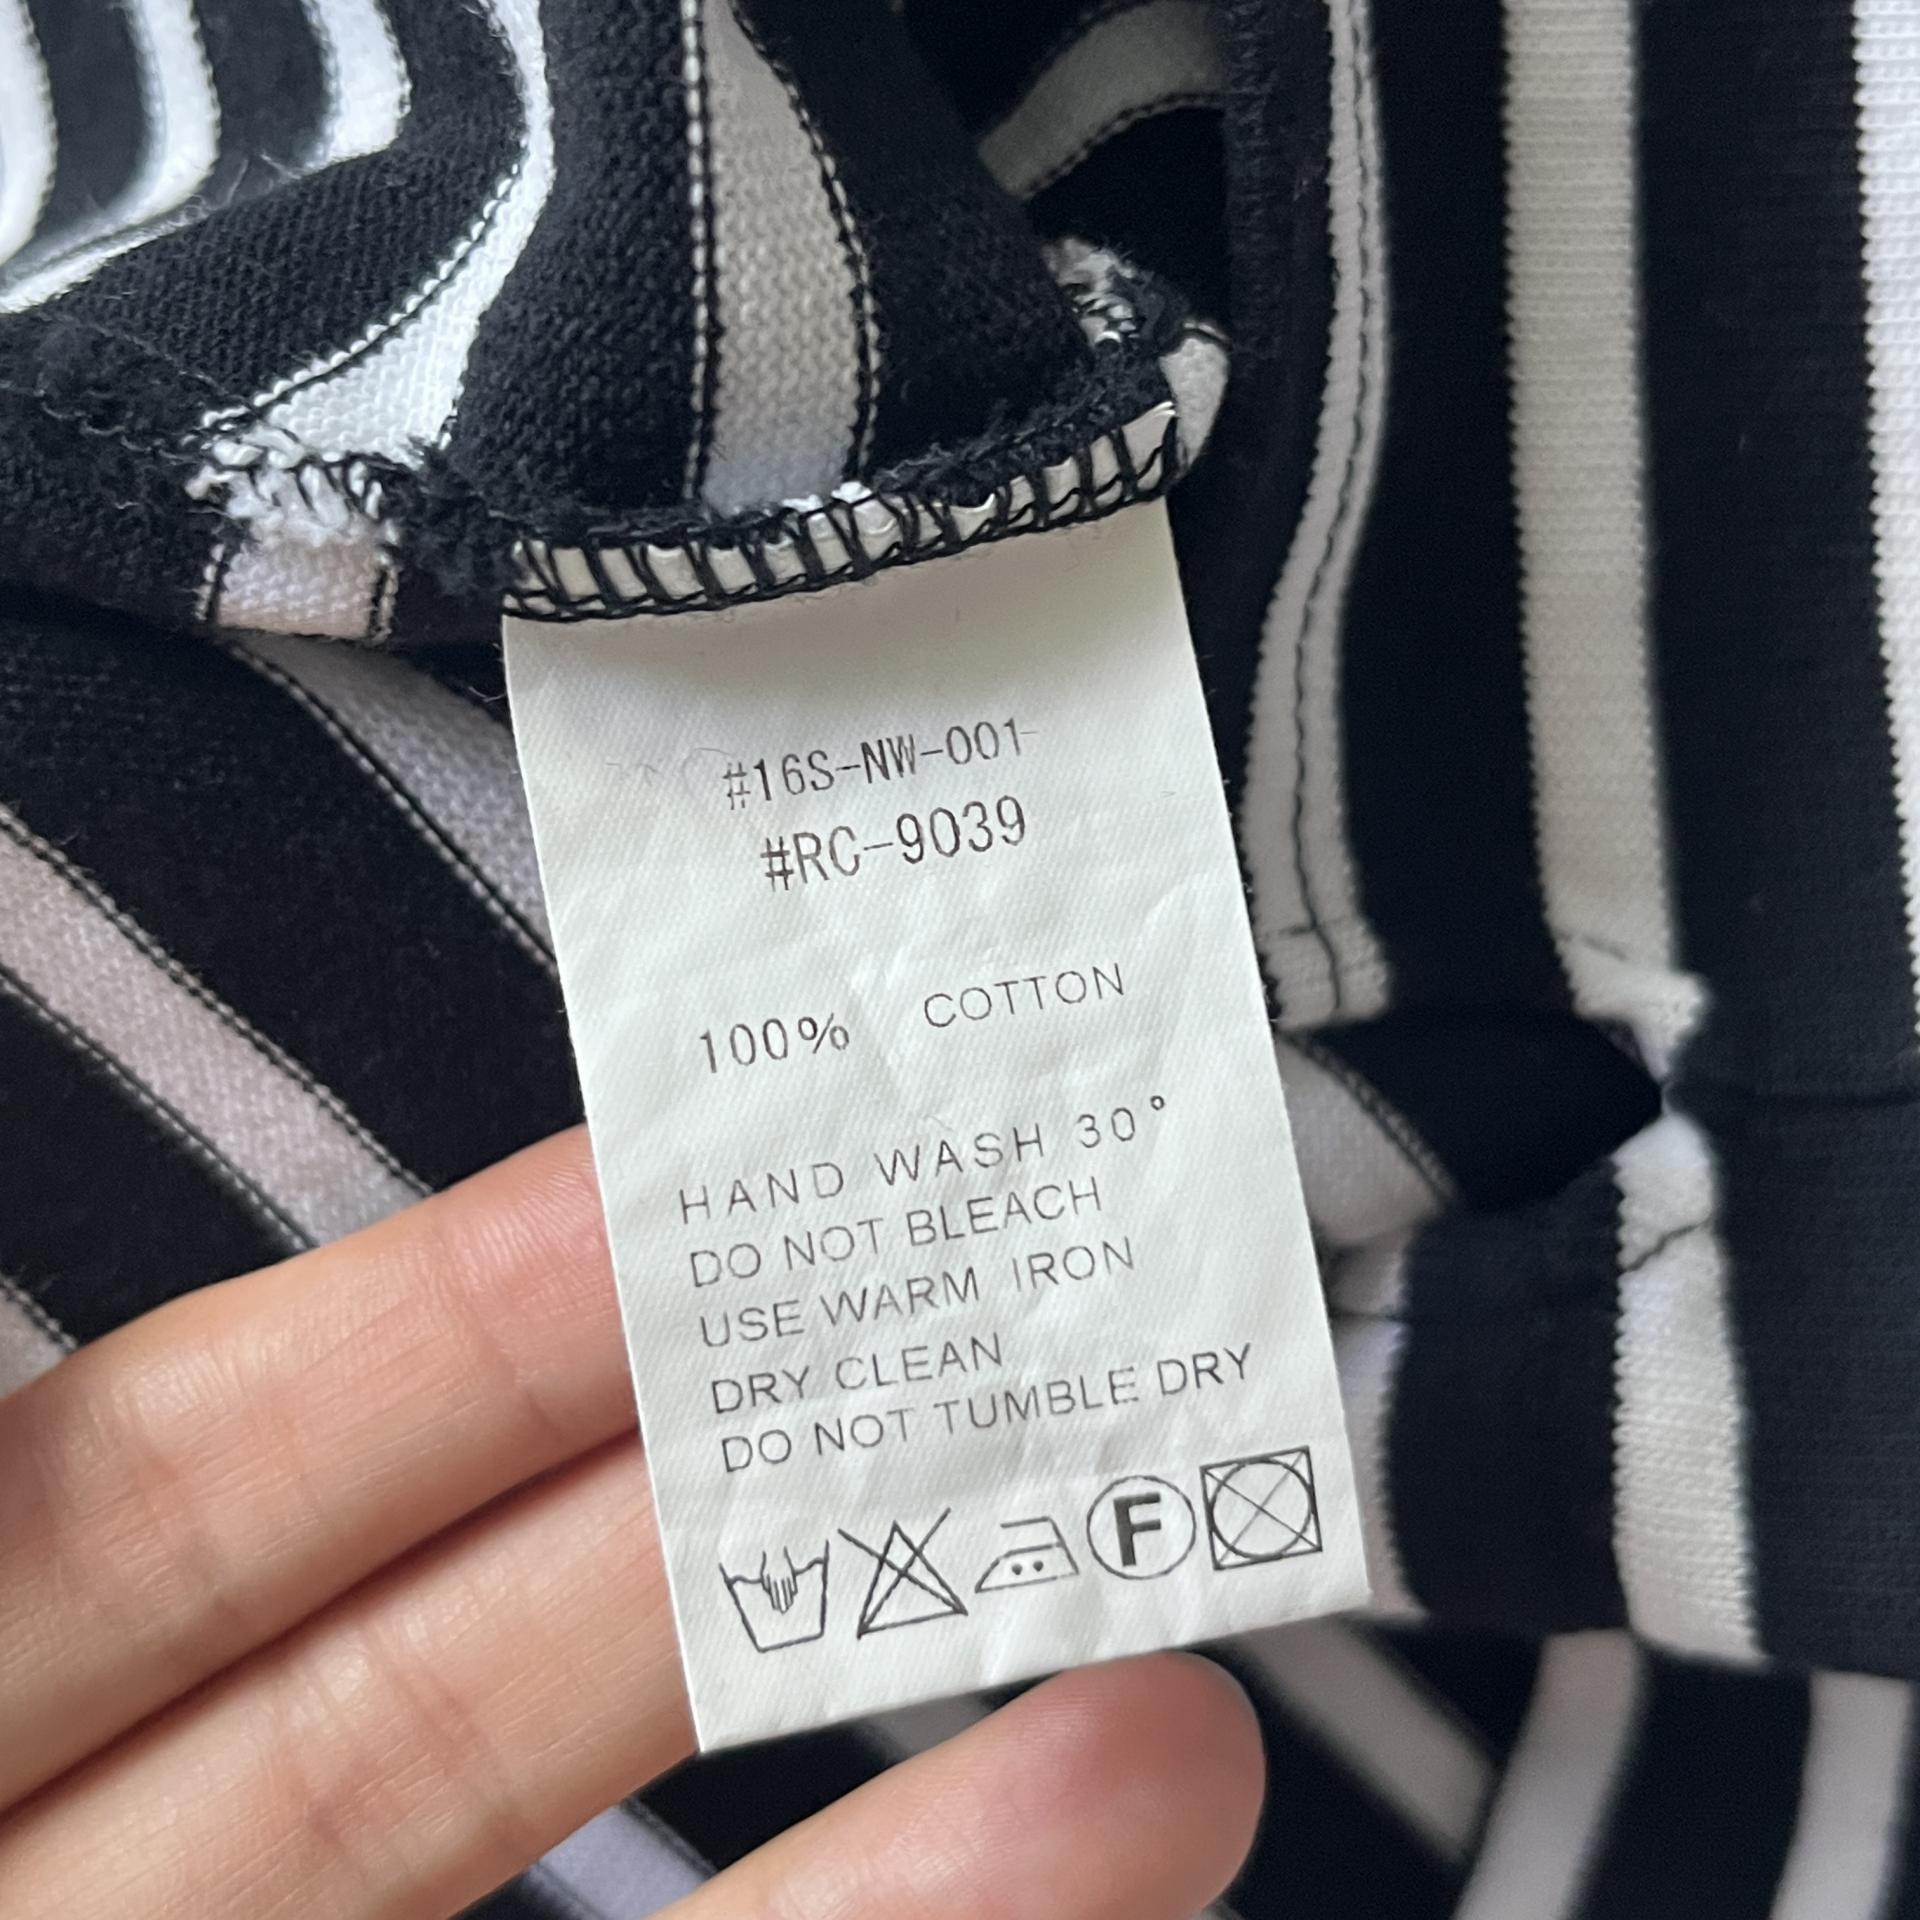 #16S-NW-001-
#RC-9039
100% COTTON
HAND WASH 30°
DO NOT BLEACH
USE WARM IRON
DRY CLEAN
DO NOT TUMBLE DRY
F